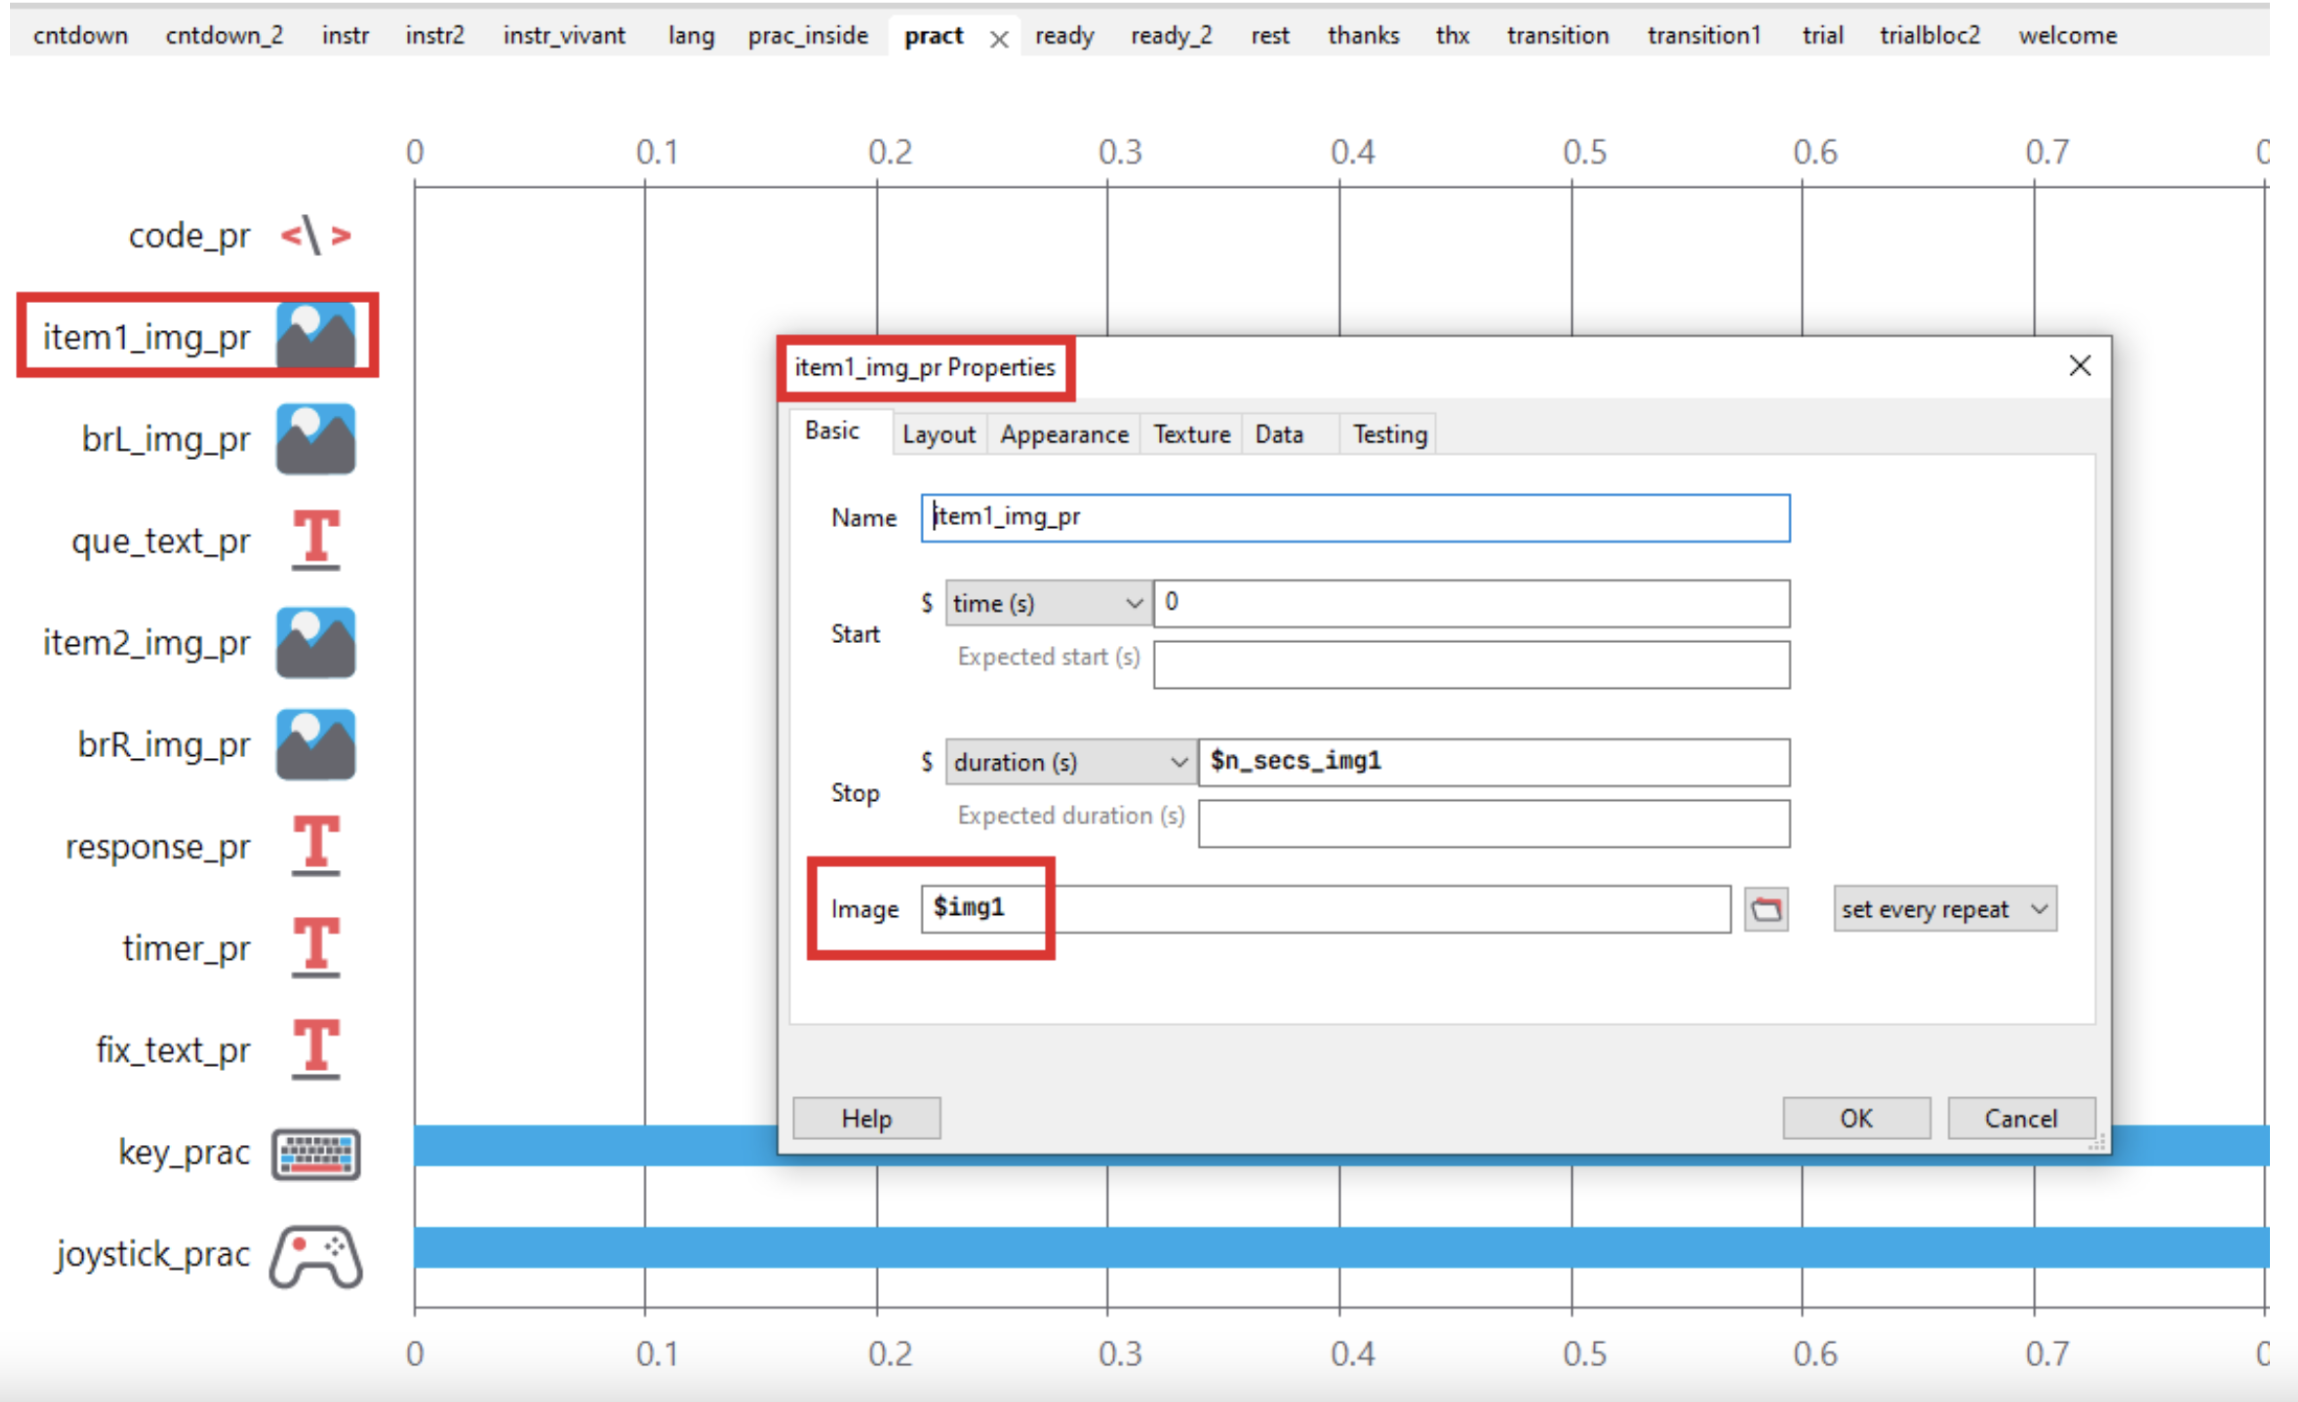 cntdown cntdown_2 instr instr2 instr_vivant lang prac_inside pract ready ready_2 rest thanks thx transition transition1 trial trialbloc2 welcome
0 0.1 0.2 0.3 0.4 0.5 0.6 0.7
code_pr
item1_img_pr
brL_img_pr
que_text_pr
item2_img_pr
brR_img_pr
response_pr
timer_pr
fix_text_pr
key_prac
joystick_prac
item1_img_pr Properties
Basic Layout Appearance Texture Data Testing
Name item1_img_pr
$ time (s) 0
Start
Expected start (s)
$ duration (s) $n_secs_img1
Stop
Expected duration (s)
Image $img1 set every repeat
Help OK Cancel
0 0.1 0.2 0.3 0.4 0.5 0.6 0.7